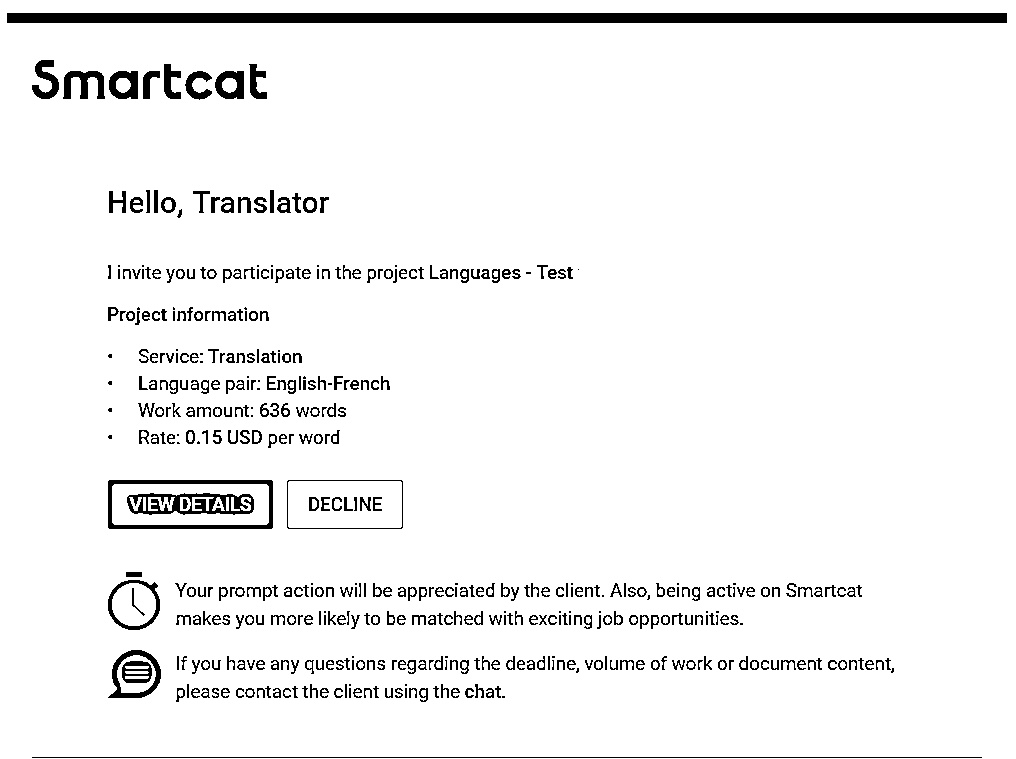 Smartcat
Hello, Translator
I invite you to participate in the project Languages - Test
Project information
• Service: Translation
• Language pair: English-French
• Work amount: 636 words
• Rate: 0.15 USD per word
VIEW DETAILS
DECLINE
Your prompt action will be appreciated by the client. Also, being active on Smartcat
makes you more likely to be matched with exciting job opportunities.
If you have any questions regarding the deadline, volume of work or document content,
please contact the client using the chat.